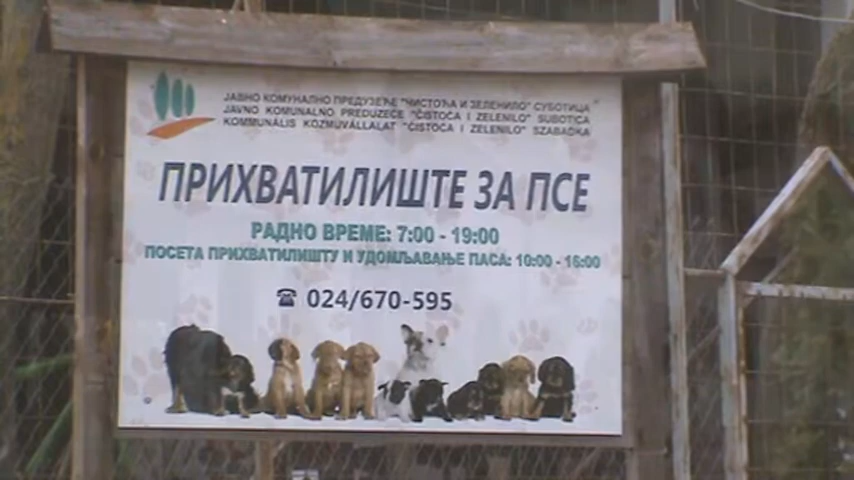 ЈАВНО КОМУНАЛНО ПРЕДУЗЕЋЕ "ЧИСТОЋА И ЗЕЛЕНИЛО" СУБОТИЦА
JAVNO KOMUNALNO PREDUZEĆE "ČISTOĆA I ZELENILO" SUBOTICA
KOMMUNÁLIS KÖZMŰVÁLLALAT "ČISTOĆA I ZELENILO" SZABADKA
ПРИХВАТИЛИШТЕ ЗА ПСЕ
РАДНО ВРЕМЕ: 7:00 - 19:00
ПОСЕТА ПРИХВАТИЛИШТУ И УДОМЉАВАЊЕ ПАСА: 10:00 - 16:00
☎ 024/670-595